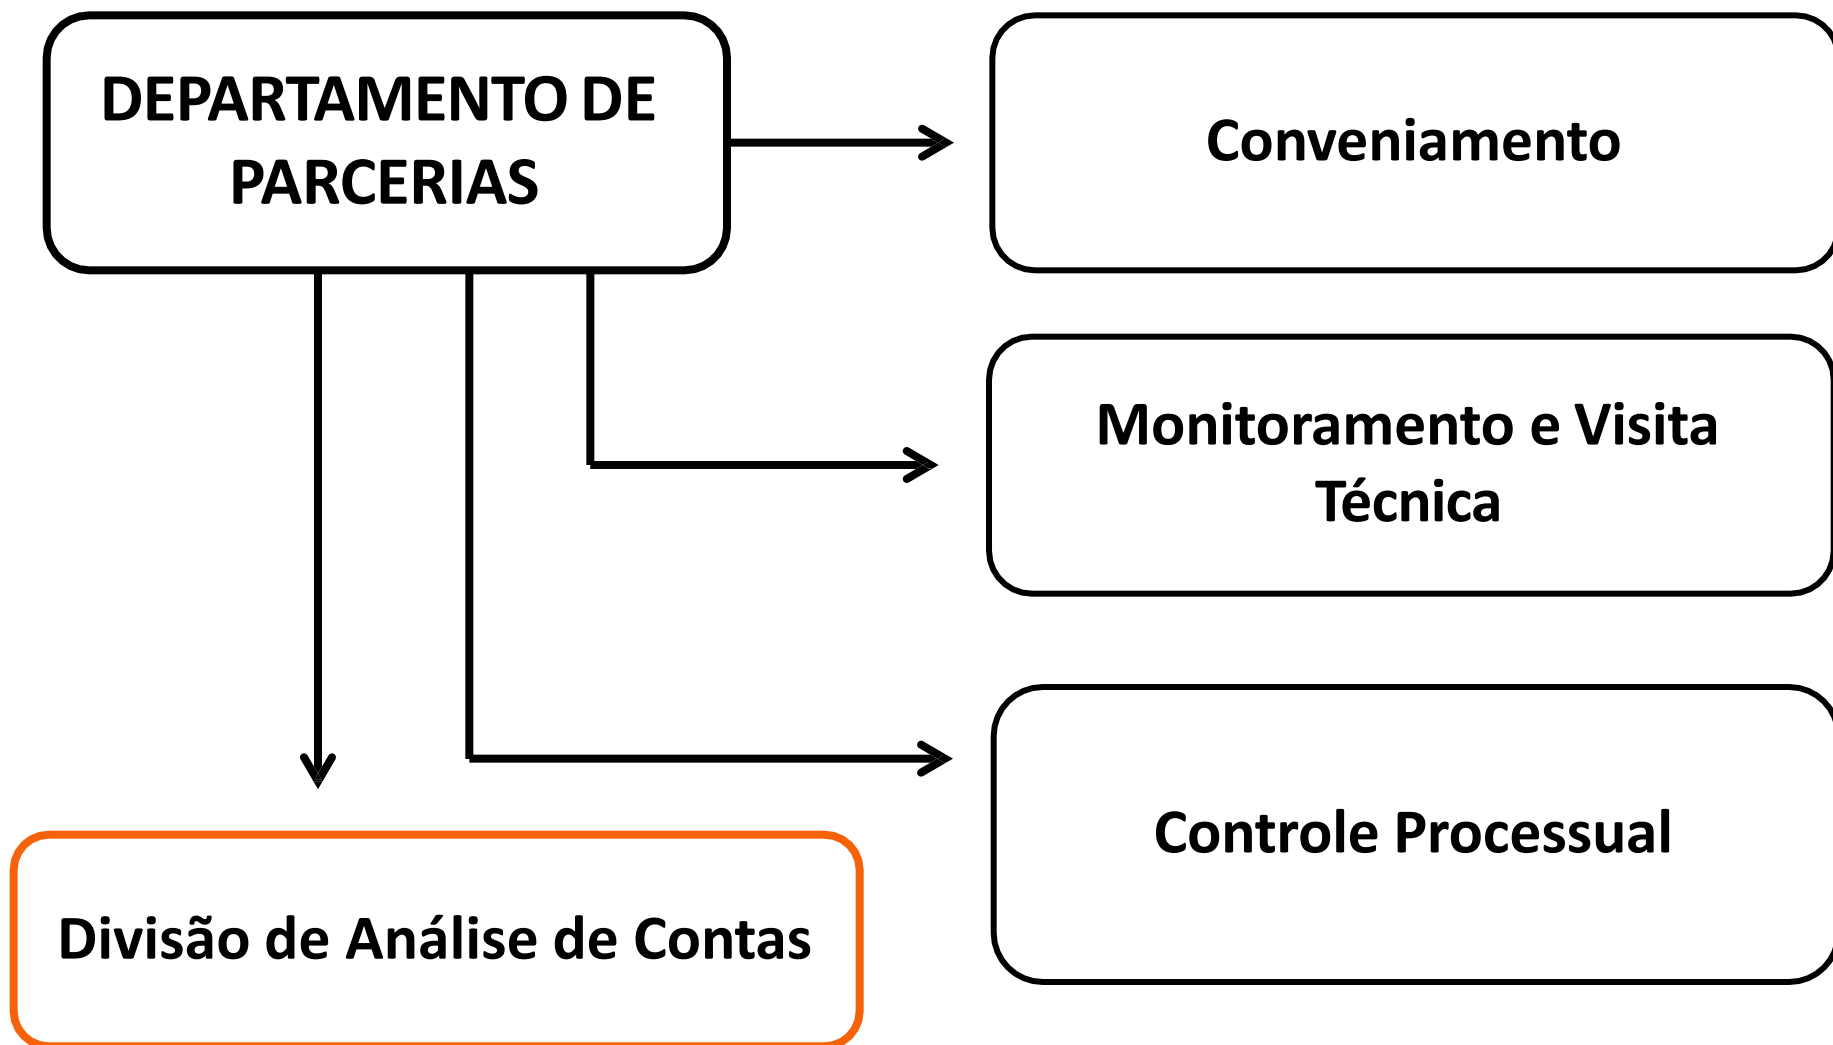 DEPARTAMENTO DE
PARCERIAS
Conveniamento
Monitoramento e Visita
Técnica
Controle Processual
Divisão de Análise de Contas